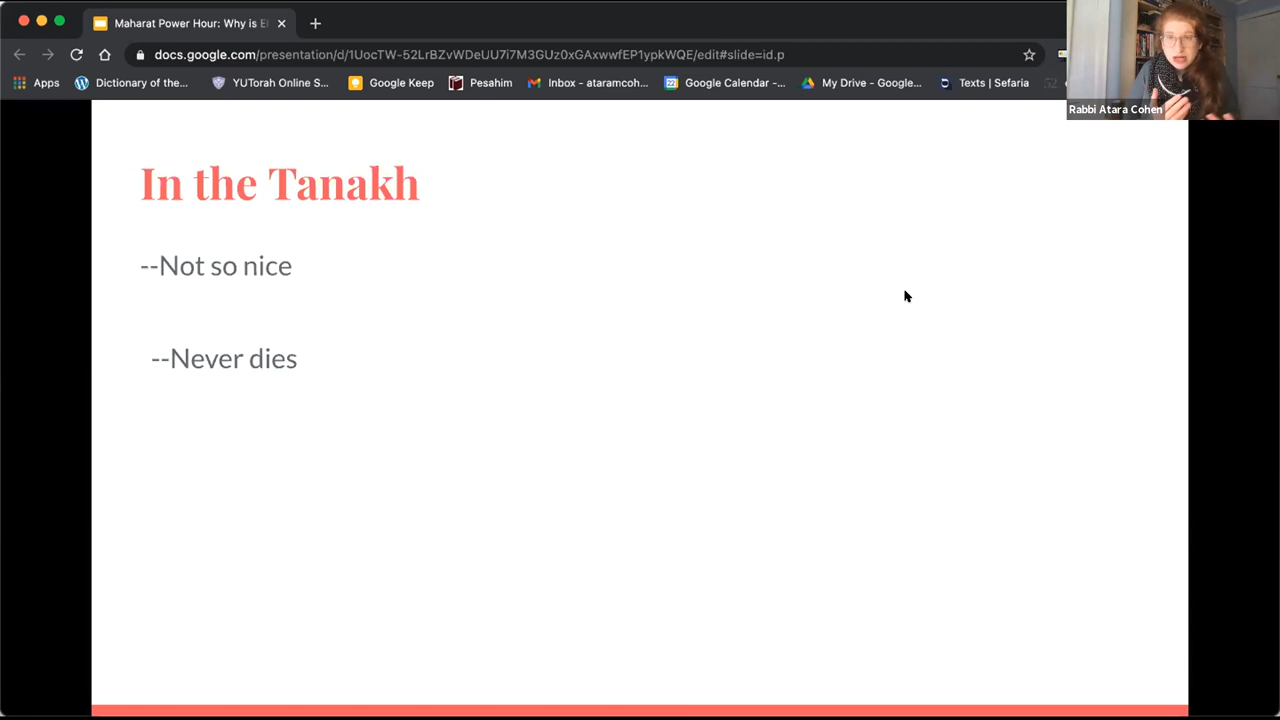 Maharat Power Hour: Why is El
docs.google.com/presentation/d/1UocTW-52LrBZvWDJzIU7i7M3GUz0xGAxwwfEP1ypkWQE/edit#slide=id.p
Apps
Dictionary of the...
YUTorah Online S...
Google Keep
Pesahim
Inbox - ataramcoh...
Google Calendar -...
My Drive - Google...
Texts | Sefaria
Rabbi Atara Cohen
In the Tanakh
--Not so nice
--Never dies